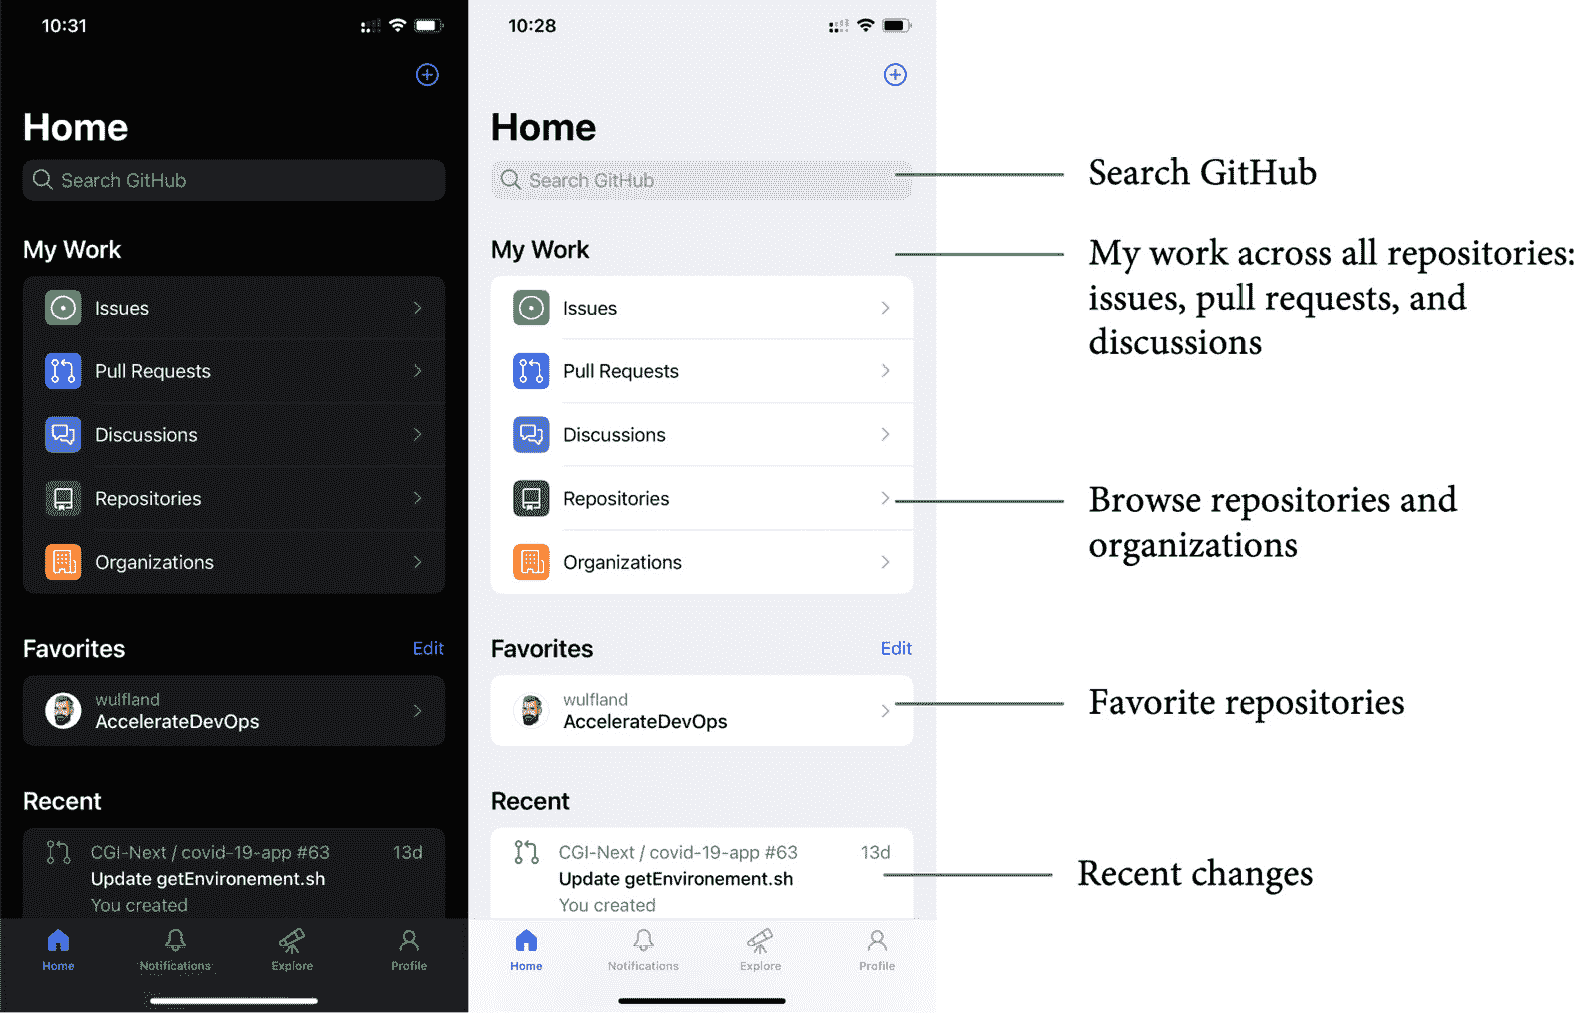 10:31
Home
Search GitHub
My Work
Issues
Pull Requests
Discussions
Repositories
Organizations
Favorites Edit
wulfland
AccelerateDevOps
Recent
CGI-Next / covid-19-app #63 13d
Update getEnvironement.sh
You created
Home Notifications Explore Profile
10:28
Home
Search GitHub
My Work
Issues
Pull Requests
Discussions
Repositories
Organizations
Favorites Edit
wulfland
AccelerateDevOps
Recent
CGI-Next / covid-19-app #63 13d
Update getEnvironement.sh
You created
Home Notifications Explore Profile
Search GitHub
My work across all repositories:
issues, pull requests, and
discussions
Browse repositories and
organizations
Favorite repositories
Recent changes